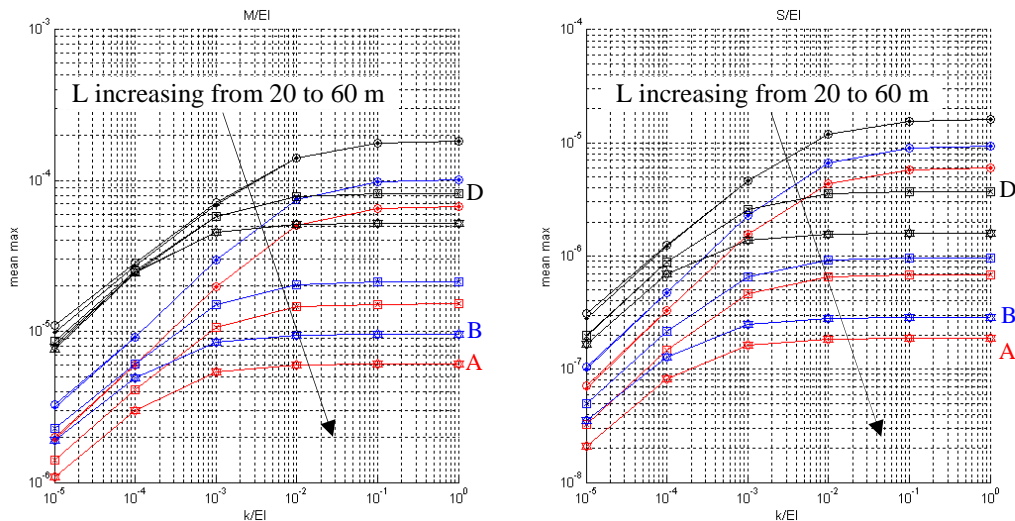 M/EI
10^-3
10^-4
10^-5
10^-6
mean max
L increasing from 20 to 60 m
D
B
A
10^-5 10^-4 10^-3 10^-2 10^-1 10^0
k/EI
S/EI
10^-4
10^-5
10^-6
10^-7
10^-8
mean max
L increasing from 20 to 60 m
D
B
A
10^-5 10^-4 10^-3 10^-2 10^-1 10^0
k/EI